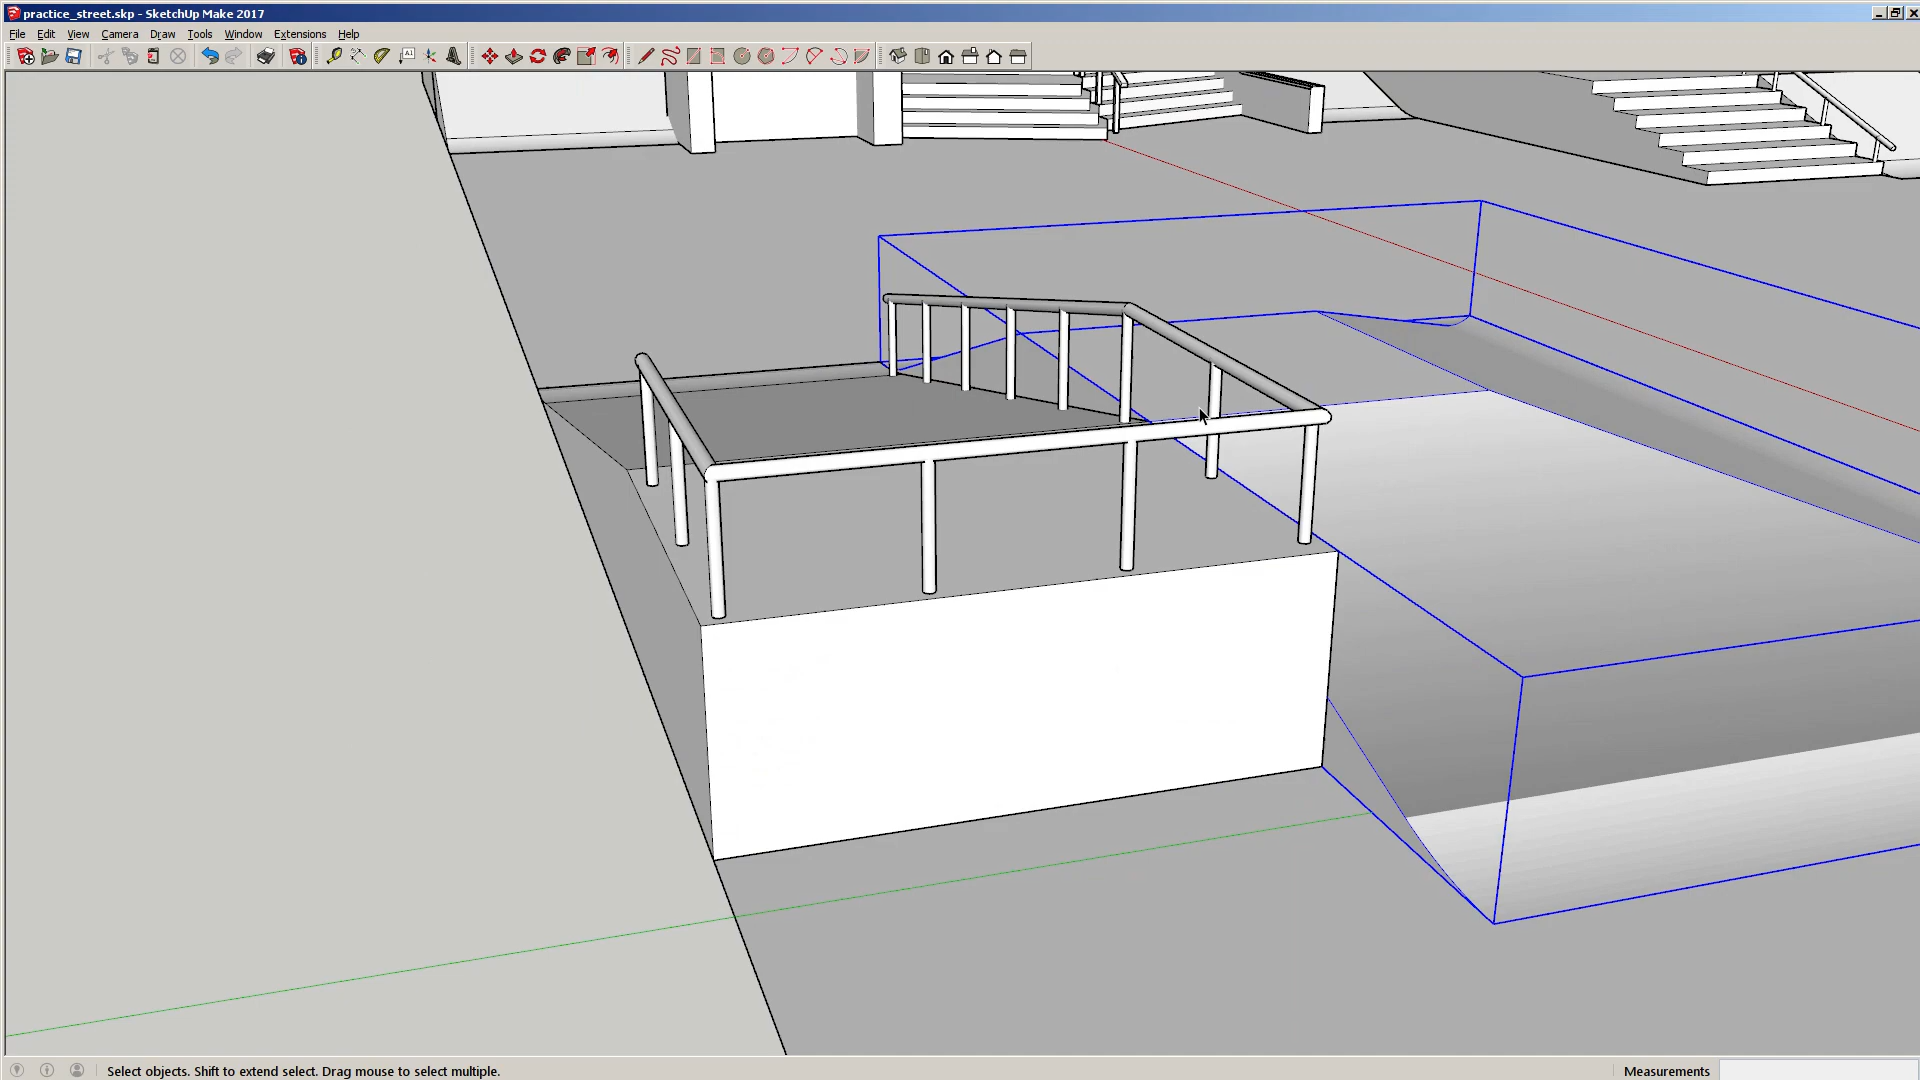 practice_street.skp - SketchUp Make 2017
File Edit View Camera Draw Tools Window Extensions Help
A1
Select objects. Shift to extend select. Drag mouse to select multiple.
Measurements